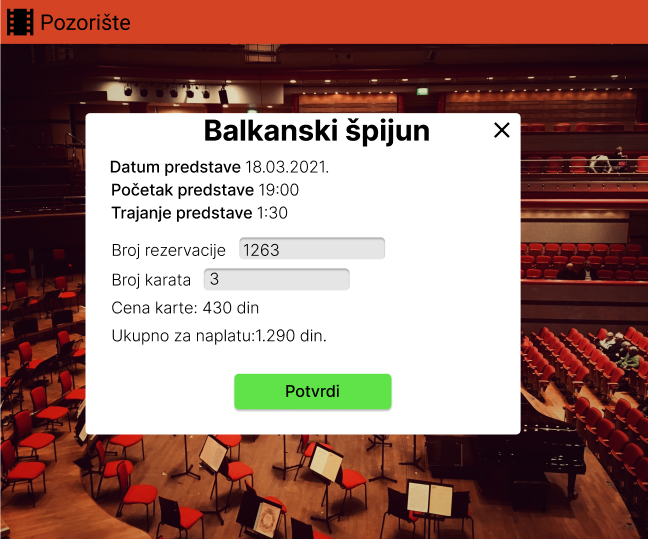 Pozorište
Balkanski špijun
Datum predstave 18.03.2021.
Početak predstave 19:00
Trajanje predstave 1:30
Broj rezervacije 1263
Broj karata 3
Cena karte: 430 din
Ukupno za naplatu:1.290 din.
Potvrdi